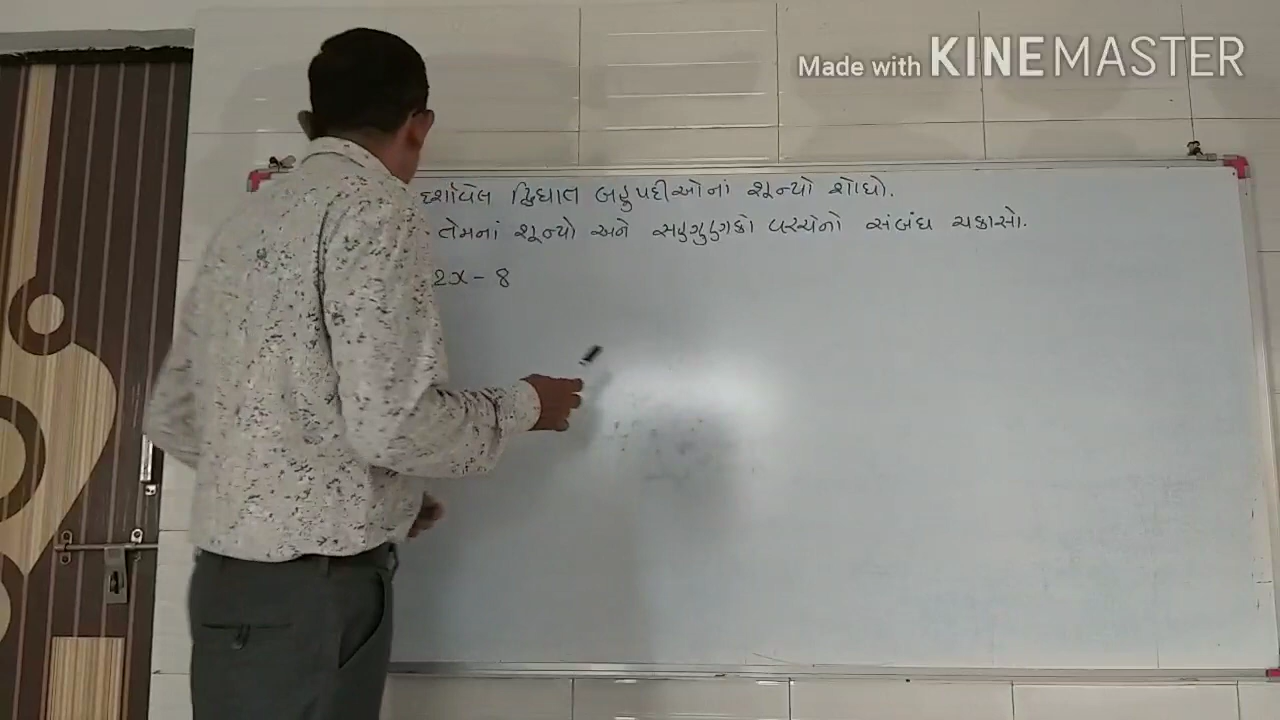 Made with KINEMASTER
દર્શાવેલ દ્વિઘાત બહુપદીઓનાં શૂન્યો શોધો.
તેમનાં શૂન્યો અને સહગુણકો વચ્ચેનો સંબંધ ચકાસો.
2x - 8